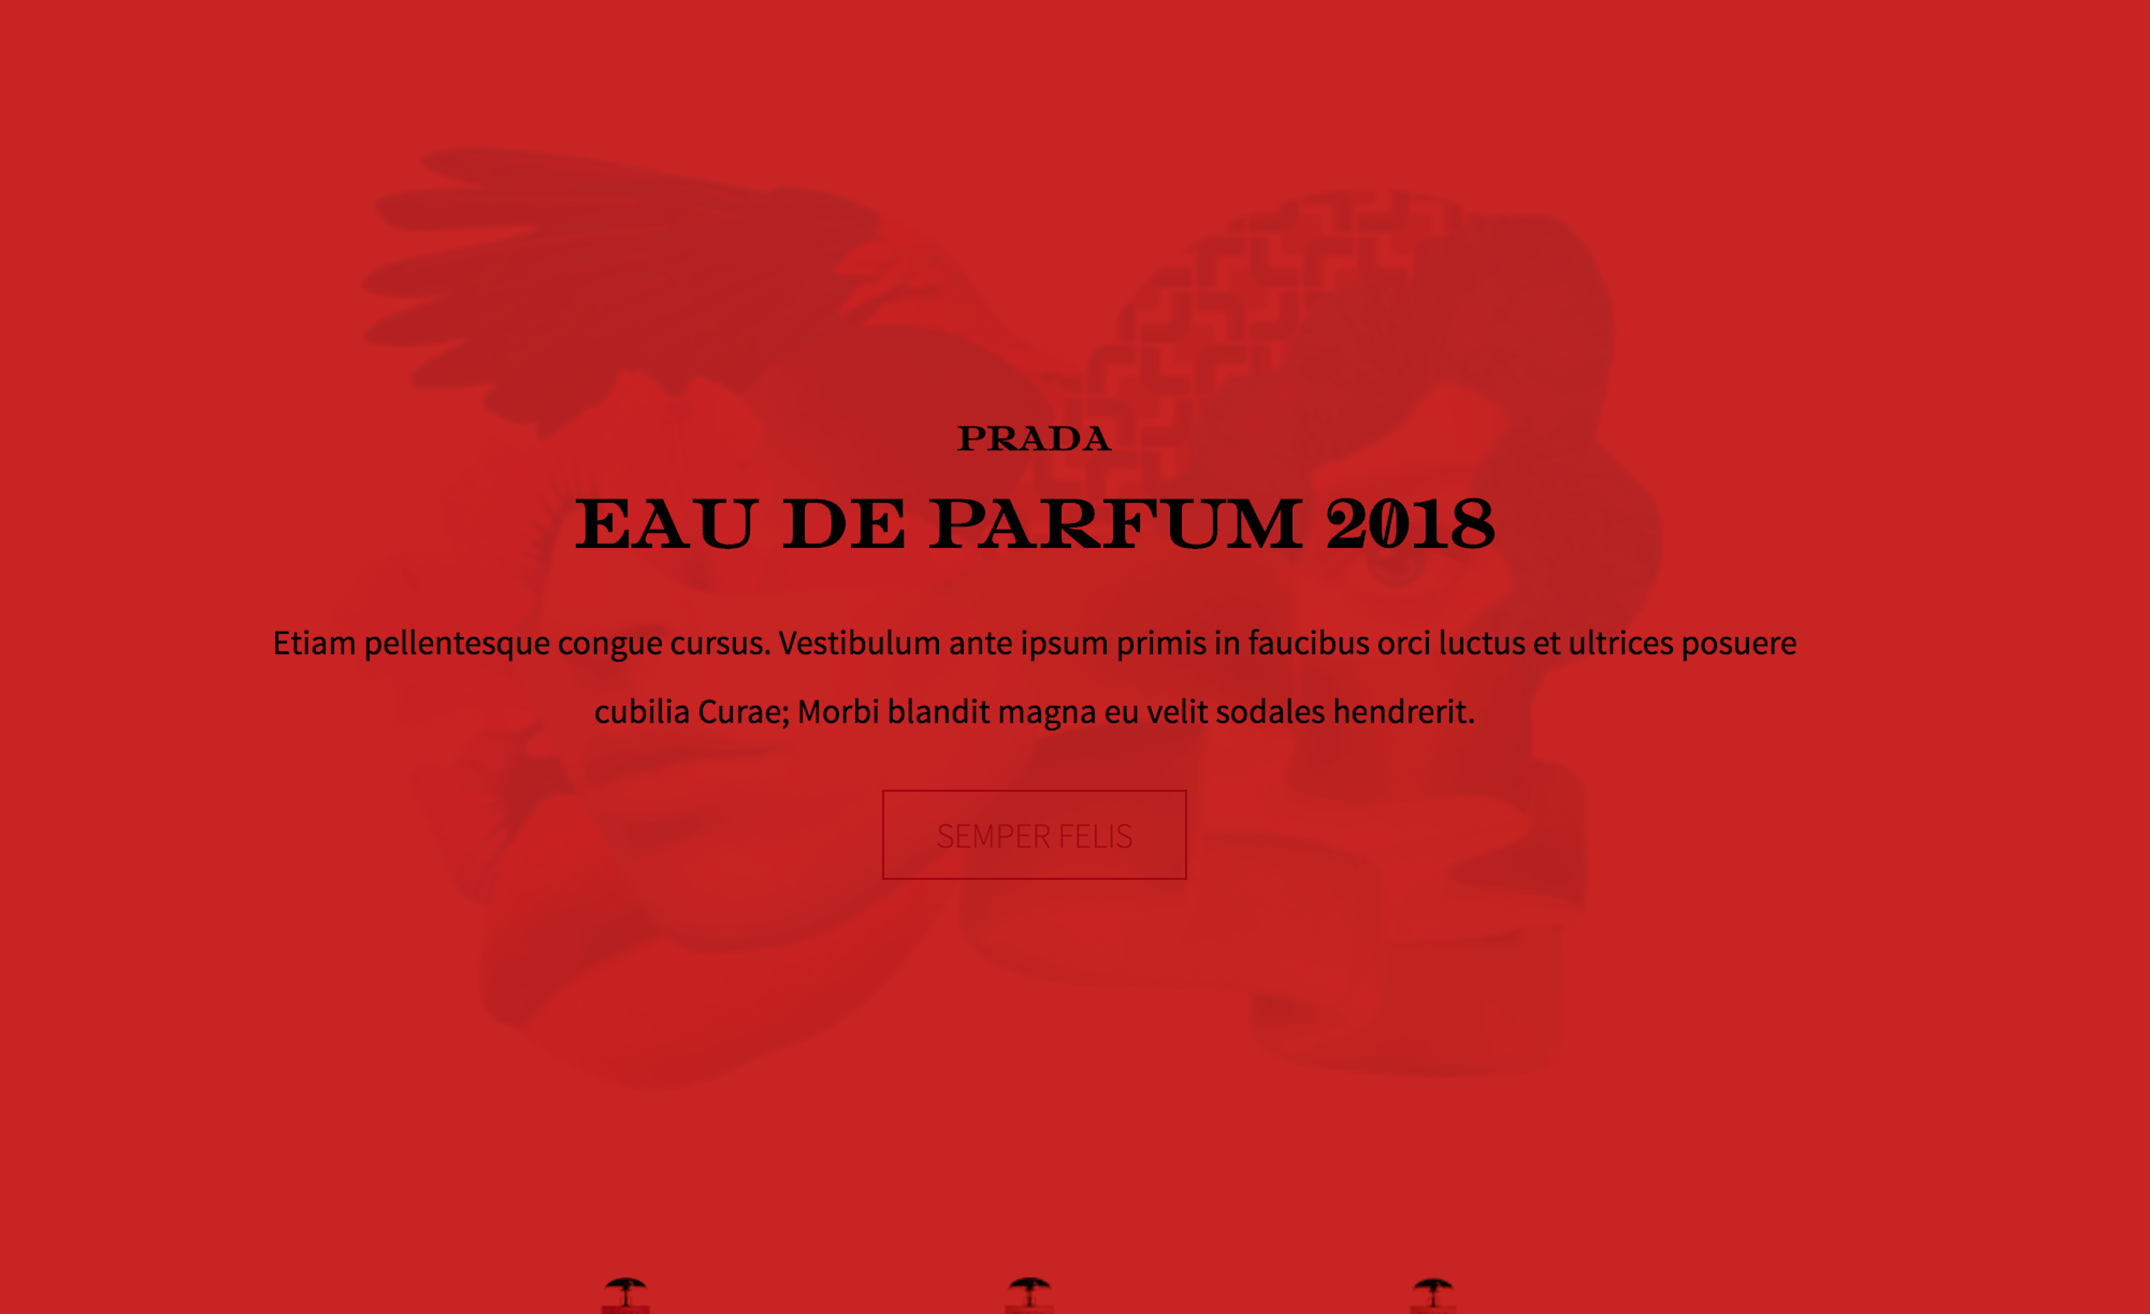 PRADA
EAU DE PARFUM 2018
Etiam pellentesque congue cursus. Vestibulum ante ipsum primis in faucibus orci luctus et ultrices posuere
cubilia Curae; Morbi blandit magna eu velit sodales hendrerit.
SEMPER FELIS